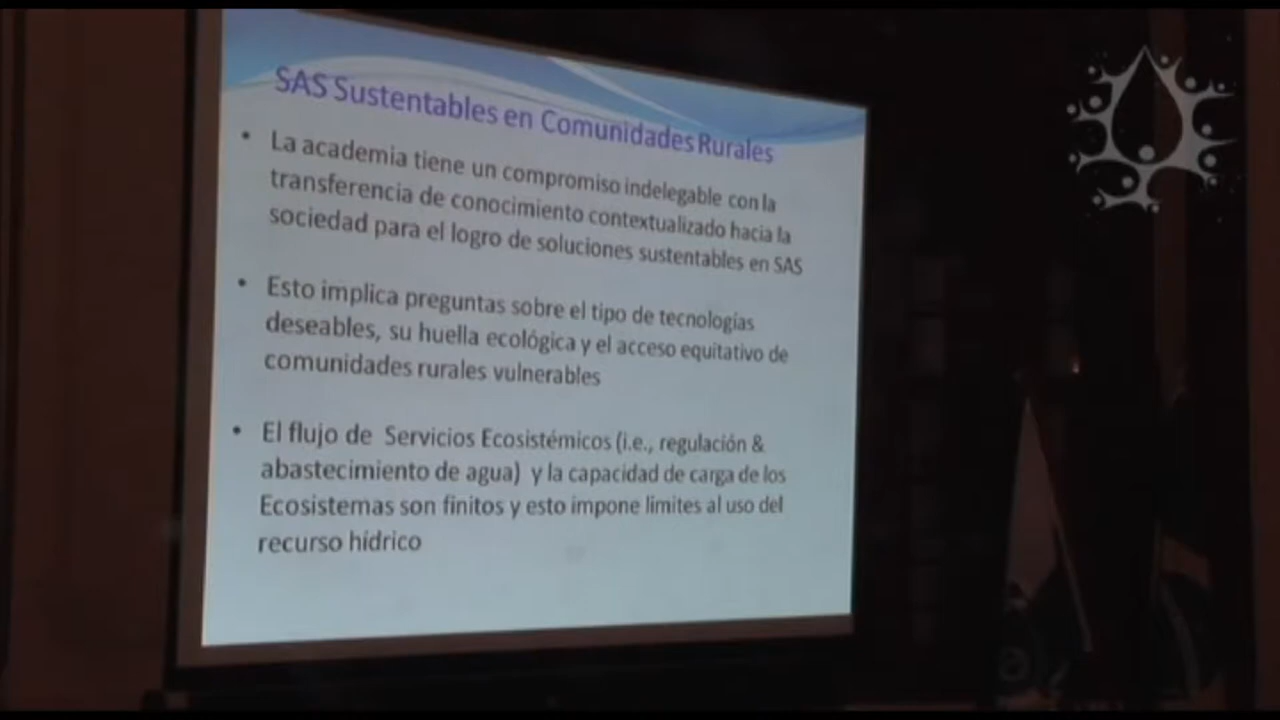 SAS Sustentables en Comunidades Rurales
• La academia tiene un compromiso indelegable con la
transferencia de conocimiento contextualizado hacia la
sociedad para el logro de soluciones sustentables en SAS
• Esto implica preguntas sobre el tipo de tecnologías
deseables, su huella ecológica y el acceso equitativo de
comunidades rurales vulnerables
• El flujo de Servicios Ecosistémicos (i.e., regulación &
abastecimiento de agua) y la capacidad de carga de los
Ecosistemas son finitos y esto impone limites al uso del
recurso hídrico